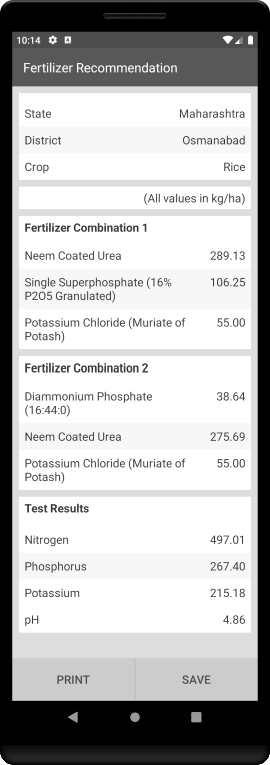 10:14
Fertilizer Recommendation
State Maharashtra
District Osmanabad
Crop Rice
(All values in kg/ha)
Fertilizer Combination 1
Neem Coated Urea 289.13
Single Superphosphate (16% 106.25
P2O5 Granulated)
Potassium Chloride (Muriate of 55.00
Potash)
Fertilizer Combination 2
Diammonium Phosphate 38.64
(16:44:0)
Neem Coated Urea 275.69
Potassium Chloride (Muriate of 55.00
Potash)
Test Results
Nitrogen 497.01
Phosphorus 267.40
Potassium 215.18
pH 4.86
PRINT SAVE